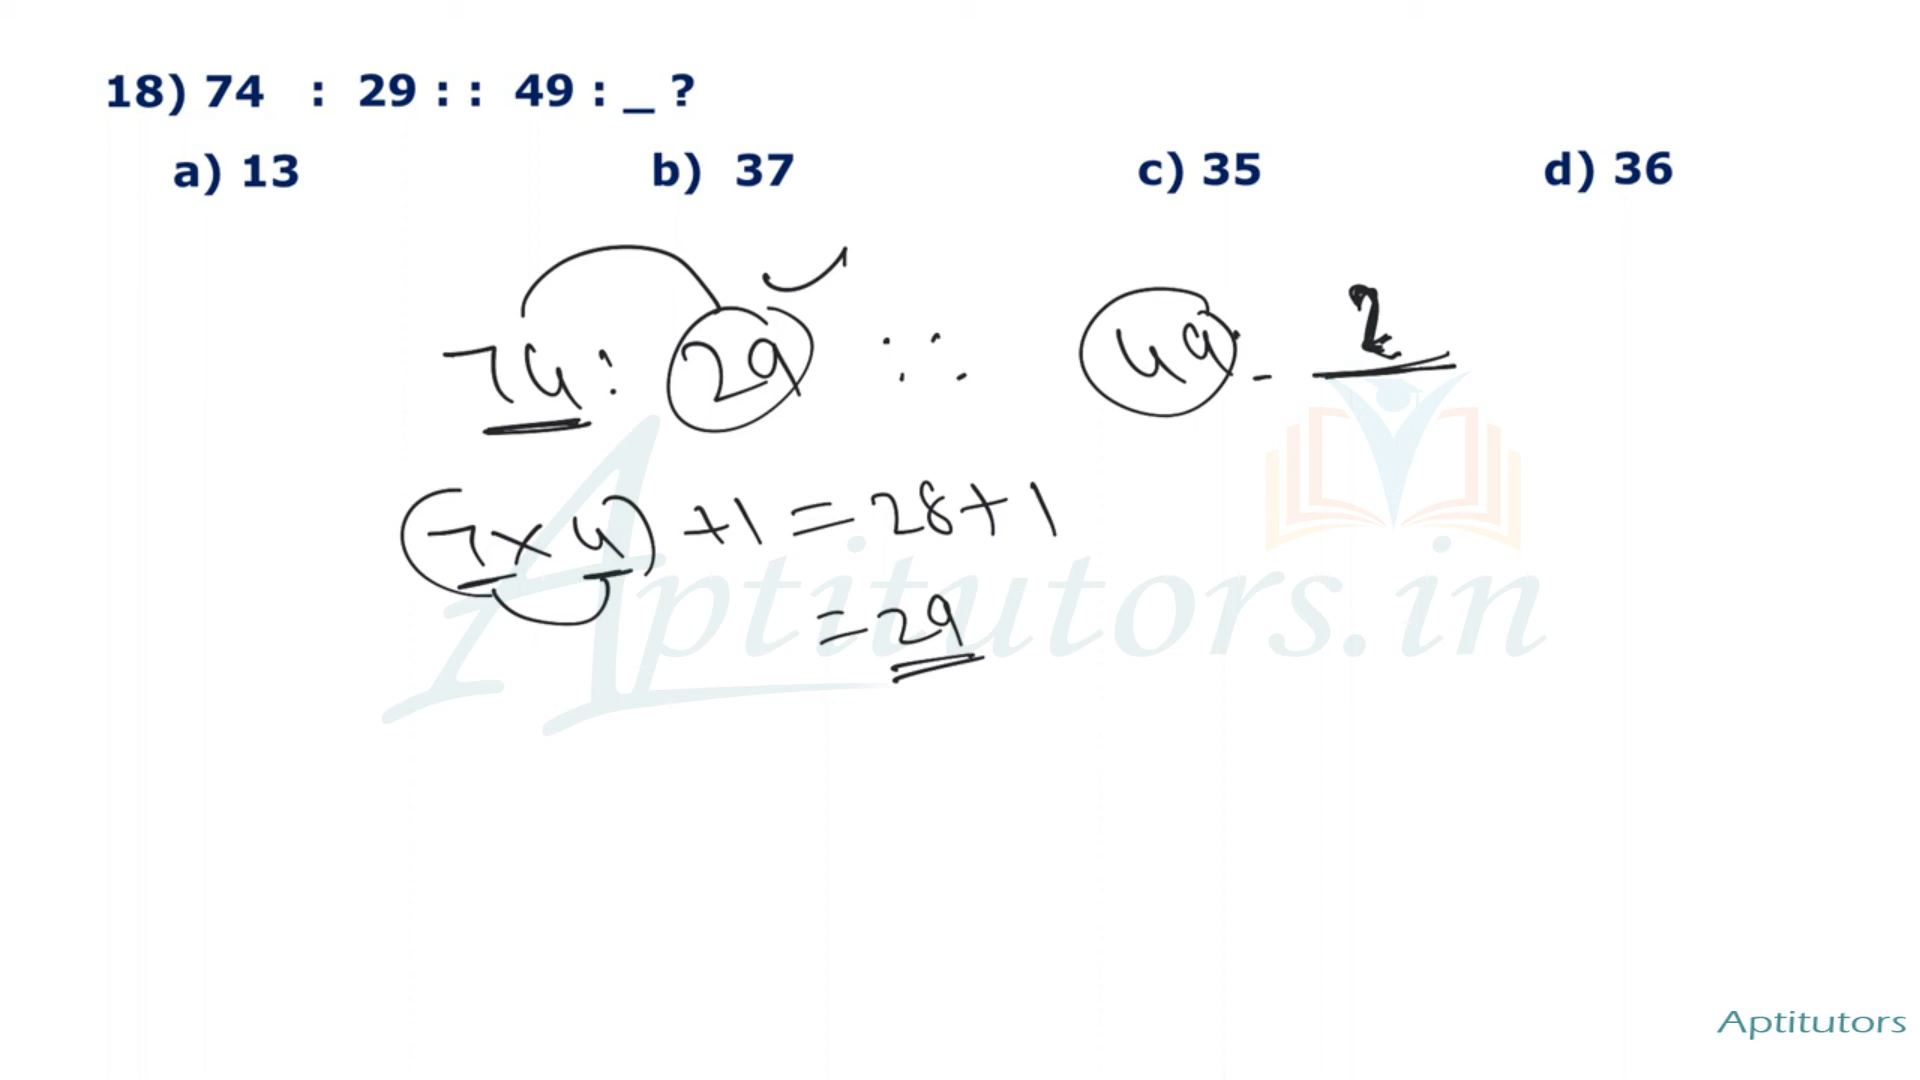 18) 74 : 29 : : 49 : _ ?
a) 13 b) 37 c) 35 d) 36
74 : 29 :: 49 : ?
(7 × 4) + 1 = 28 + 1
= 29
Aptitutors.in
Aptitutors